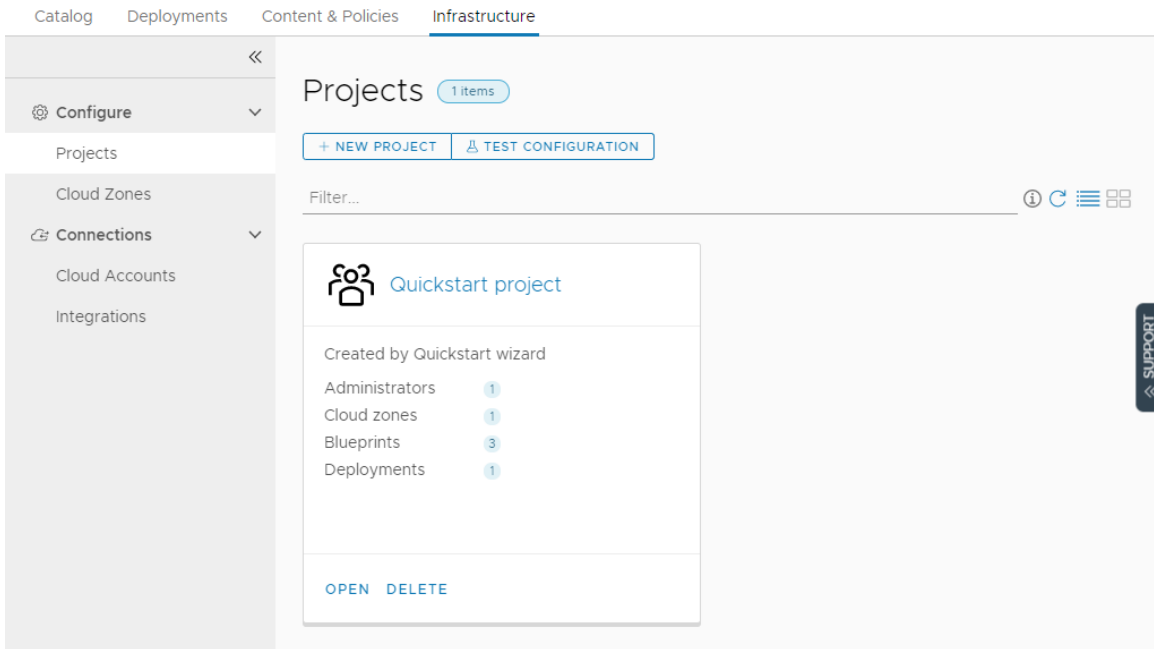 Catalog Deployments Content & Policies Infrastructure
Configure
Projects
Cloud Zones
Connections
Cloud Accounts
Integrations
Projects 1 items
+ NEW PROJECT TEST CONFIGURATION
Filter...
Quickstart project
Created by Quickstart wizard
Administrators 1
Cloud zones 1
Blueprints 3
Deployments 1
OPEN DELETE
SUPPORT